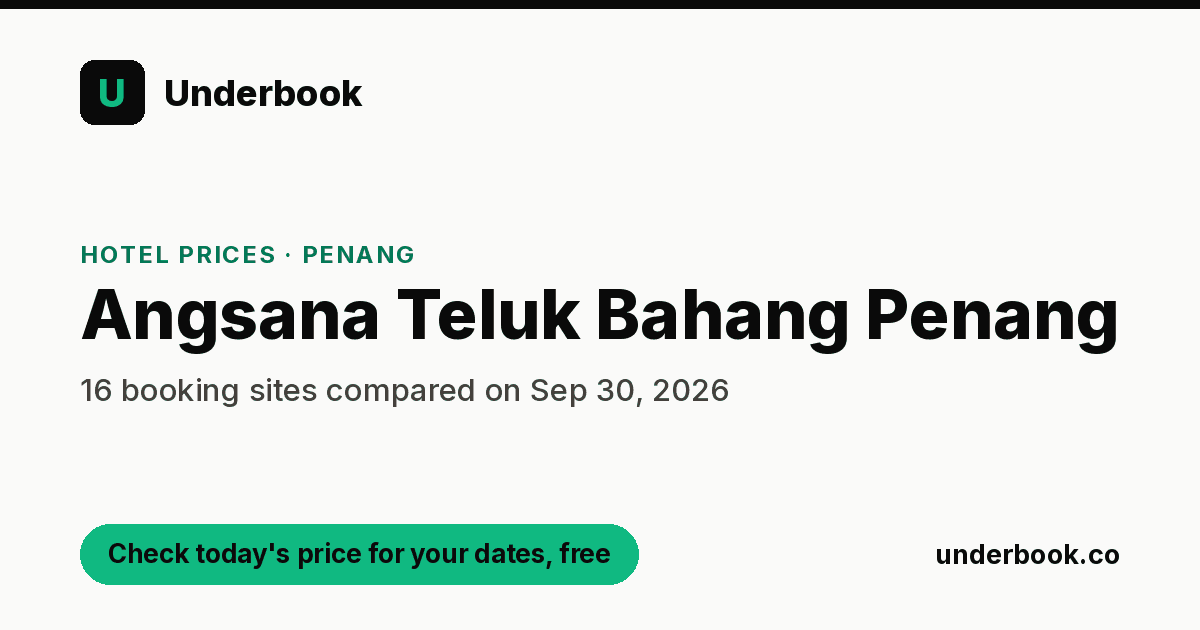 U Underbook
HOTEL PRICES · PENANG
Angsana Teluk Bahang Penang
16 booking sites compared on Sep 30, 2026
Check today's price for your dates, free
underbook.co